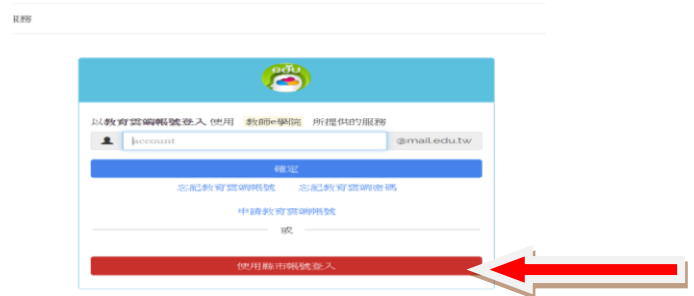 服務
edu
以教育雲端帳號登入 使用 教師e學院 所提供的服務
account @mail.edu.tw
確定
忘記教育雲端帳號 忘記教育雲端密碼
申請教育雲端帳號
或
使用縣市帳號登入